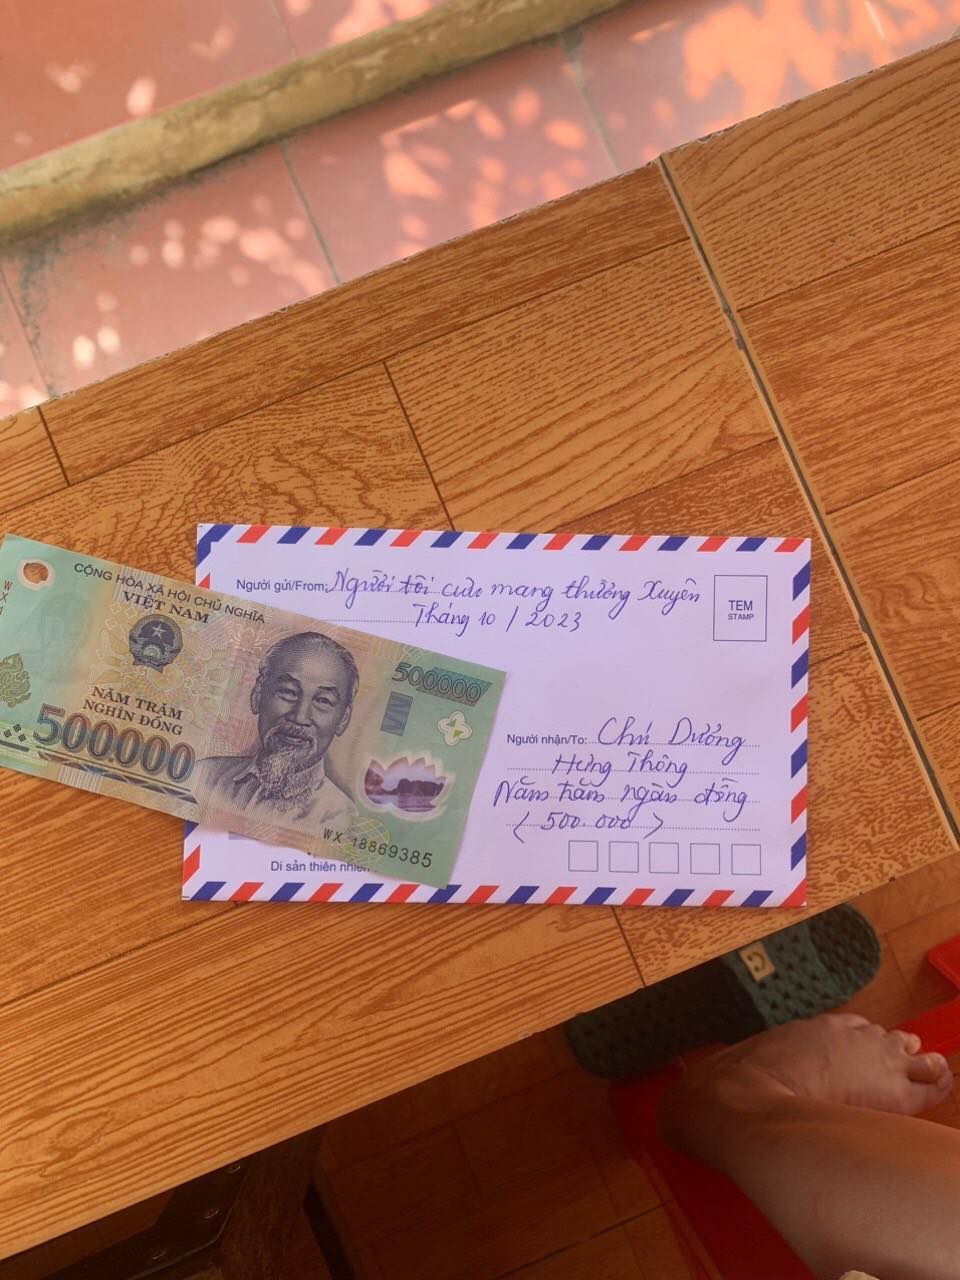 CỘNG HÒA XÃ HỘI CHỦ NGHĨA
VIỆT NAM
NĂM TRĂM
NGHÌN ĐỒNG
500000
500000
WX 18869385
Người gửi/From: Người tôi cưu mang thường Xuyên
Tháng 10 / 2023
TEM
STAMP
Người nhận/To: Chú Dưỡng
Hưng Thông
Năm trăm ngàn đồng
( 500.000 )
Di sản thiên nhiên